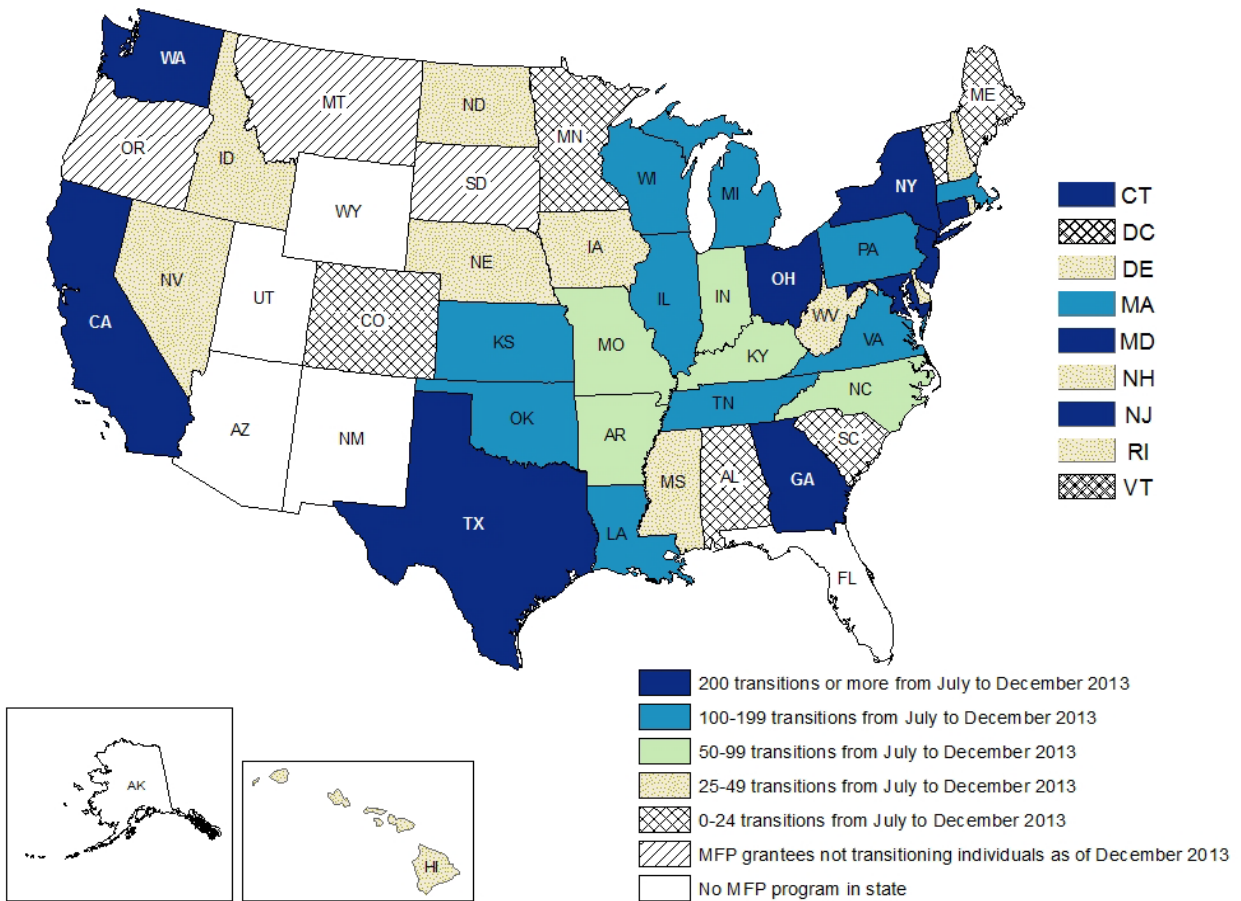 WA
MT
ND
MN
ME
OR
ID
SD
WI
MI
NY
WY
IA
NE
PA
NV
UT
CO
IL
IN
OH
WV
VA
CA
KS
MO
KY
AZ
NM
OK
AR
TN
NC
SC
TX
LA
MS
AL
GA
FL
AK
HI
CT
DC
DE
MA
MD
NH
NJ
RI
VT
200 transitions or more from July to December 2013
100-199 transitions from July to December 2013
50-99 transitions from July to December 2013
25-49 transitions from July to December 2013
0-24 transitions from July to December 2013
MFP grantees not transitioning individuals as of December 2013
No MFP program in state